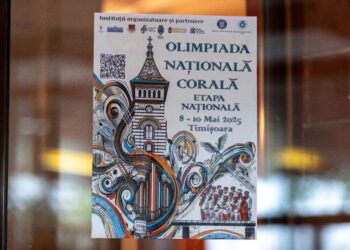 Instituții organizatoare și partenere
OLIMPIADA
NAȚIONALĂ
CORALĂ
ETAPA
NAȚIONALĂ
8 - 10 Mai 2025
Timișoara